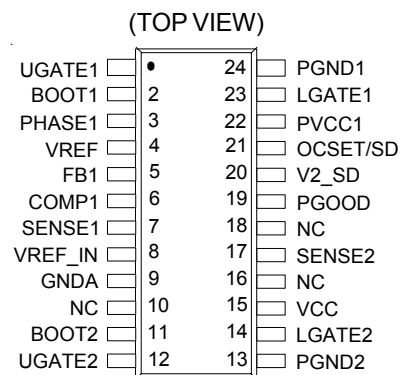 (TOP VIEW)
UGATE1 24 PGND1
BOOT1 2 23 LGATE1
PHASE1 3 22 PVCC1
VREF 4 21 OCSET/SD
FB1 5 20 V2_SD
COMP1 6 19 PGOOD
SENSE1 7 18 NC
VREF_IN 8 17 SENSE2
GNDA 9 16 NC
NC 10 15 VCC
BOOT2 11 14 LGATE2
UGATE2 12 13 PGND2